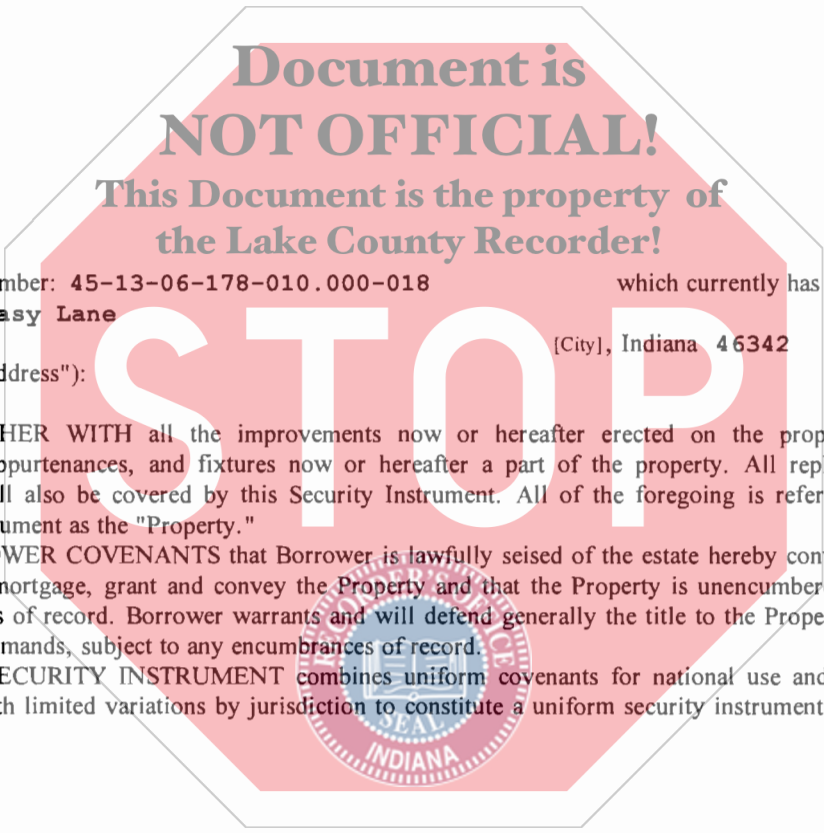 Document is
NOT OFFICIAL!
This Document is the property of
the Lake County Recorder!
mber: 45-13-06-178-010.000-018 which currently has
asy Lane
[City], Indiana 46342
ddress"):
STOP
HER WITH all the improvements now or hereafter erected on the prop
ppurtenances, and fixtures now or hereafter a part of the property. All rep
ll also be covered by this Security Instrument. All of the foregoing is refer
ument as the "Property."
WER COVENANTS that Borrower is lawfully seised of the estate hereby con
mortgage, grant and convey the Property and that the Property is unencumber
s of record. Borrower warrants and will defend generally the title to the Prope
mands, subject to any encumbrances of record.
ECURITY INSTRUMENT combines uniform covenants for national use and
th limited variations by jurisdiction to constitute a uniform security instrument
RECORDER'S OFFICE
SEAL
INDIANA